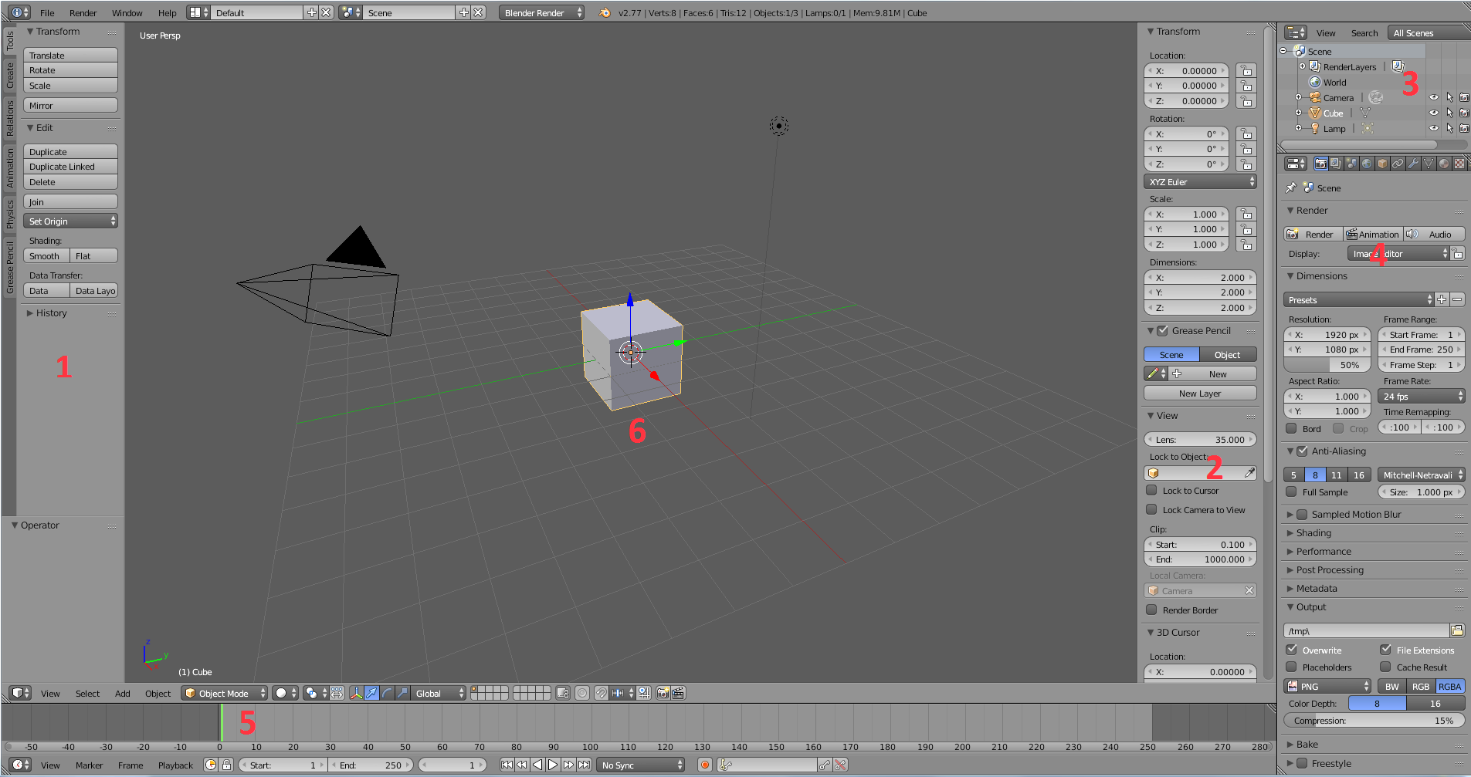 File Render Window Help Default Scene Blender Render v2.77 | Verts:8 | Faces:6 | Tris:12 | Objects:1/3 | Lamps:0/1 | Mem:9.81M | Cube
Tools
Create
Relations
Animation
Physics
Grease Pencil
Transform
Translate
Rotate
Scale
Mirror
Edit
Duplicate
Duplicate Linked
Delete
Join
Set Origin
Shading:
Smooth Flat
Data Transfer:
Data Data Layo
History
1
Operator
User Persp
6
z
y
(1) Cube
Transform
Location:
X: 0.00000
Y: 0.00000
Z: 0.00000
Rotation:
X: 0°
Y: 0°
Z: 0°
XYZ Euler
Scale:
X: 1.000
Y: 1.000
Z: 1.000
Dimensions:
X: 2.000
Y: 2.000
Z: 2.000
Grease Pencil
Scene Object
New
New Layer
View
Lens: 35.000
Lock to Object:
2
Lock to Cursor
Lock Camera to View
Clip:
Start: 0.100
End: 1000.000
Local Camera:
Camera
Render Border
3D Cursor
Location:
X: 0.00000
View Search All Scenes
Scene
RenderLayers |
World
Camera |
Cube |
Lamp |
3
Scene
Render
Render Animation Audio
Display: Image Editor
4
Dimensions
Presets
Resolution: Frame Range:
X: 1920 px Start Frame: 1
Y: 1080 px End Frame: 250
50% Frame Step: 1
Aspect Ratio: Frame Rate:
X: 1.000 24 fps
Y: 1.000 Time Remapping:
Bord Crop :100 :100
Anti-Aliasing
5 8 11 16 Mitchell-Netravali
Full Sample Size: 1.000 px
Sampled Motion Blur
Shading
Performance
Post Processing
Metadata
Output
/tmp\
Overwrite File Extensions
Placeholders Cache Result
PNG BW RGB RGBA
Color Depth: 8 16
Compression: 15%
Bake
Freestyle
View Select Add Object Object Mode Global
5
-50 -40 -30 -20 -10 0 10 20 30 40 50 60 70 80 90 100 110 120 130 140 150 160 170 180 190 200 210 220 230 240 250 260 270 280
View Marker Frame Playback Start: 1 End: 250 1 No Sync